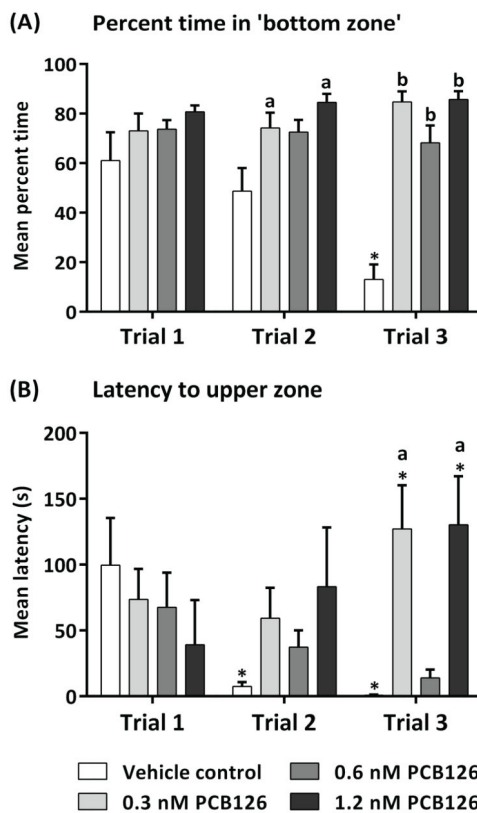 (A) Percent time in 'bottom zone'
Mean percent time
100
80
60
40
20
0
a a b b b
*
Trial 1 Trial 2 Trial 3
(B) Latency to upper zone
Mean latency (s)
200
150
100
50
0
a a
* *
* *
Trial 1 Trial 2 Trial 3
Vehicle control 0.6 nM PCB126
0.3 nM PCB126 1.2 nM PCB126